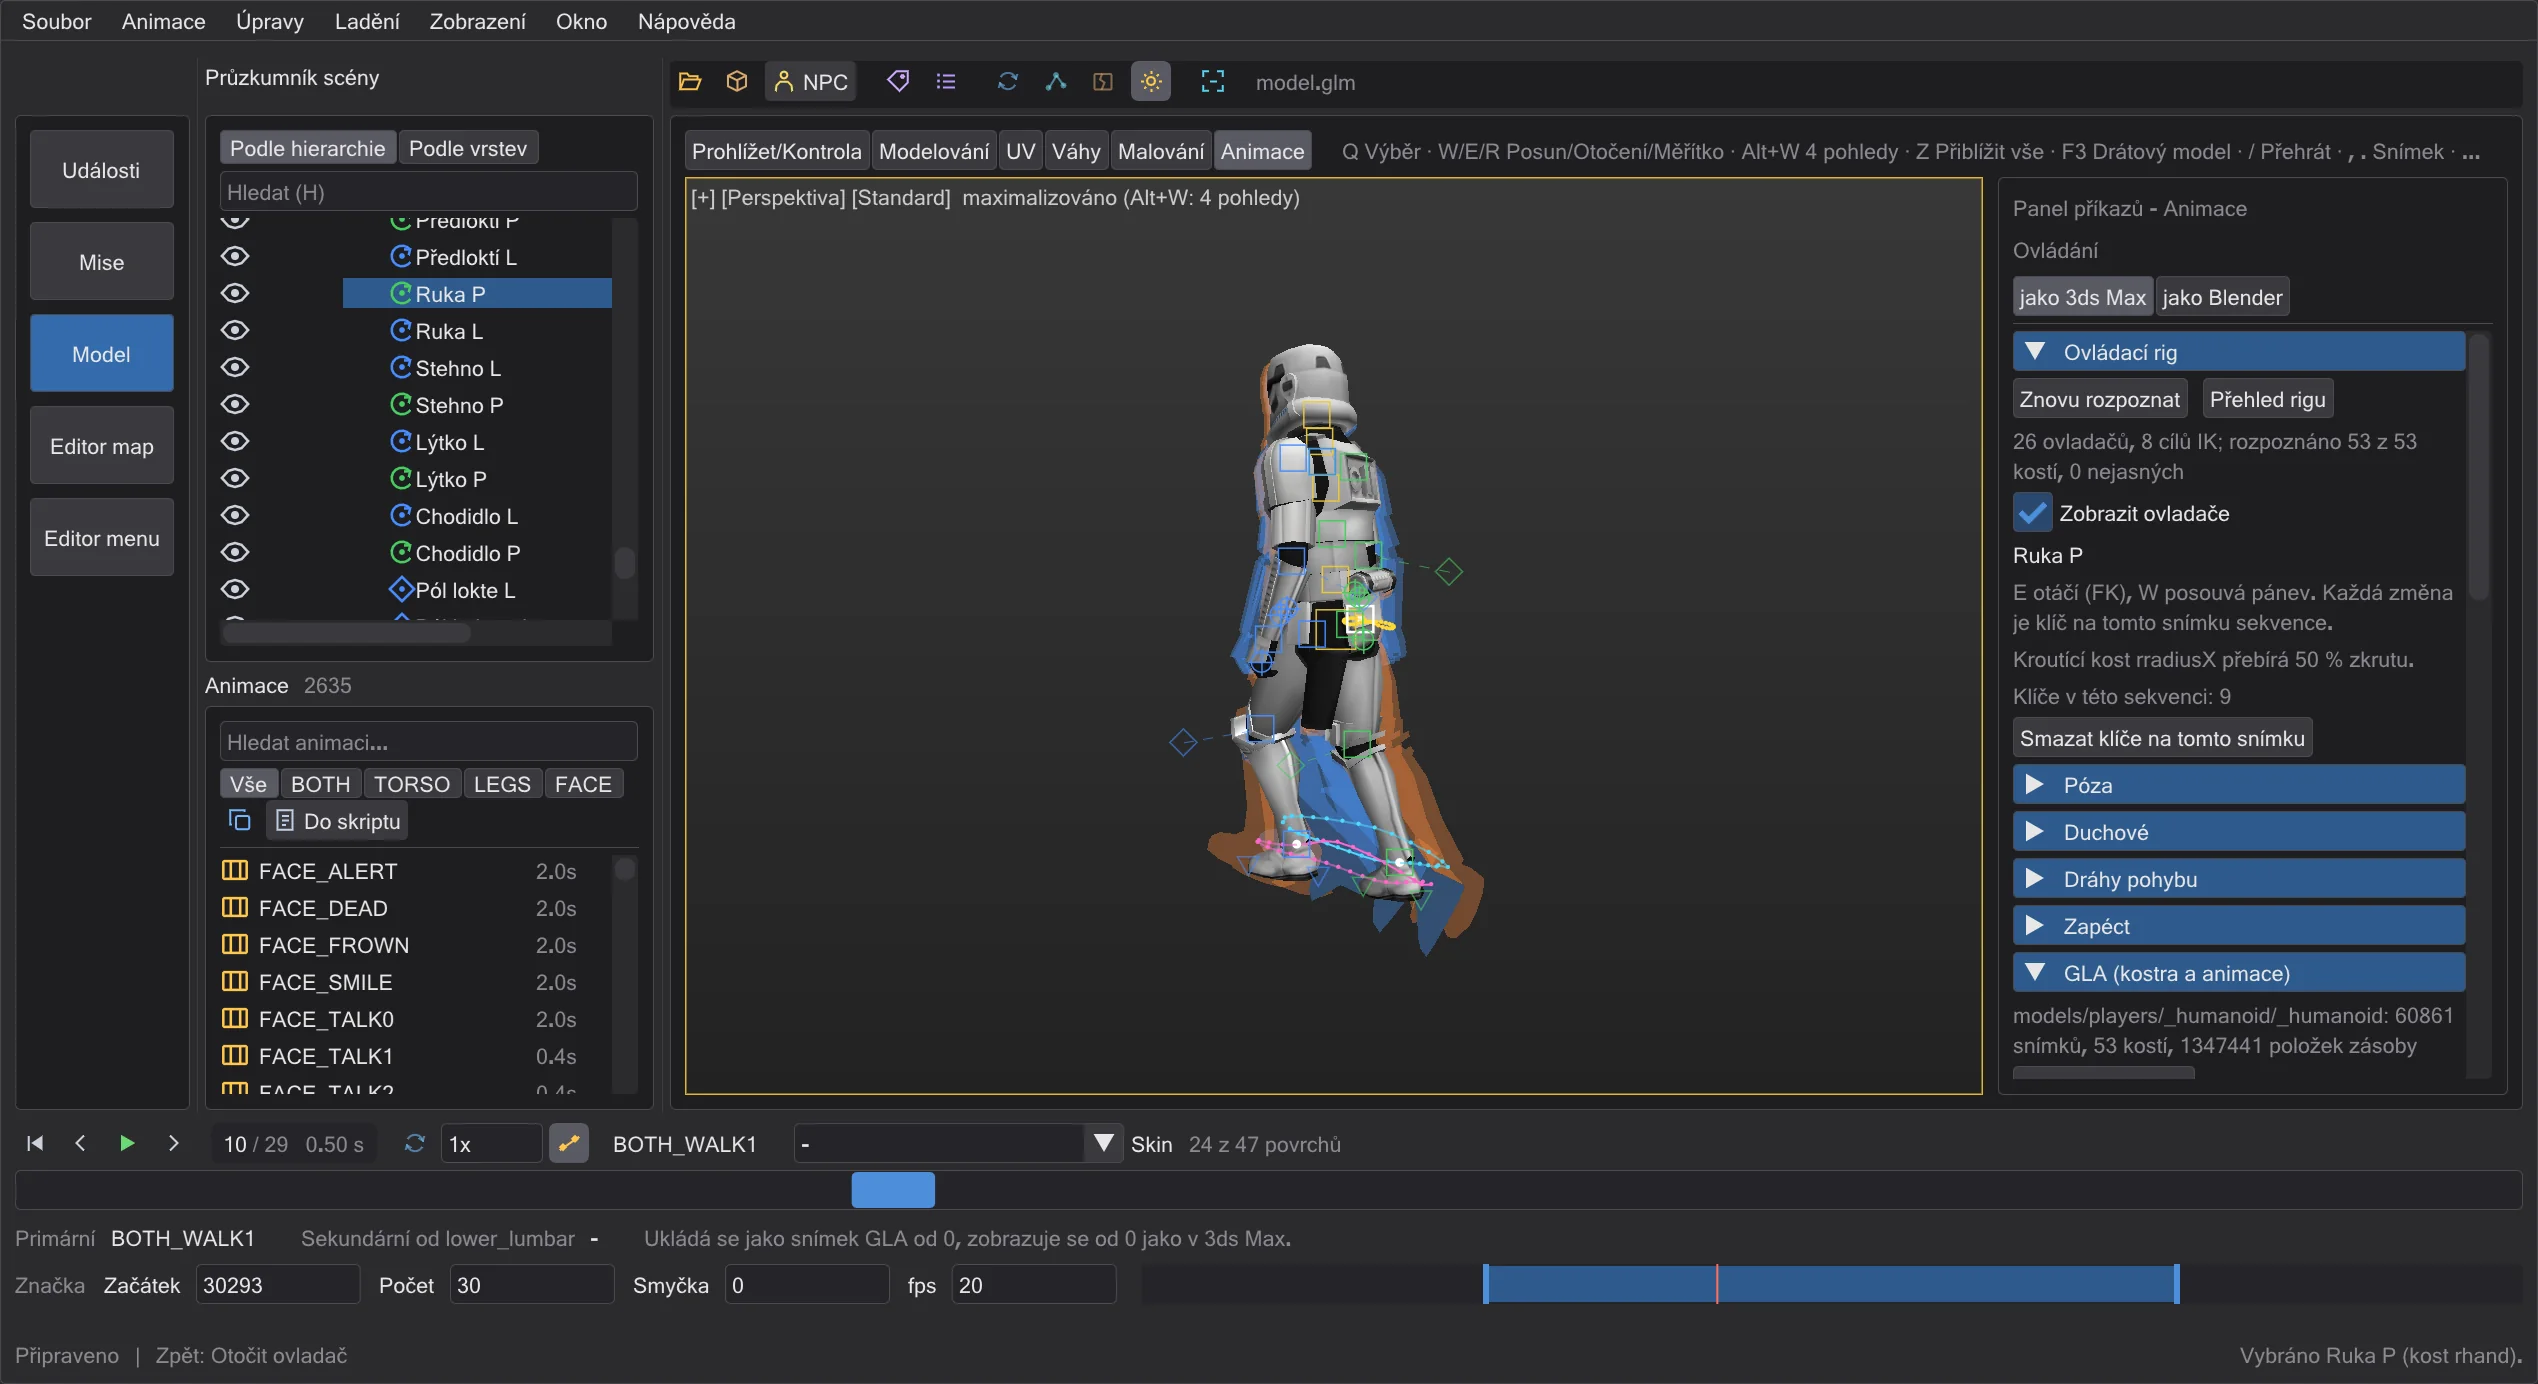 Soubor Animace Úpravy Ladění Zobrazení Okno Nápověda
Průzkumník scény
NPC model.glm
Události
Mise
Model
Editor map
Editor menu
Podle hierarchie Podle vrstev
Hledat (H)
Předloktí P
Předloktí L
Ruka P
Ruka L
Stehno L
Stehno P
Lýtko L
Lýtko P
Chodidlo L
Chodidlo P
Pól lokte L
Animace 2635
Hledat animaci...
Vše BOTH TORSO LEGS FACE
Do skriptu
FACE_ALERT 2.0s
FACE_DEAD 2.0s
FACE_FROWN 2.0s
FACE_SMILE 2.0s
FACE_TALK0 2.0s
FACE_TALK1 0.4s
FACE_TALK2 0.4s
Prohlížet/Kontrola Modelování UV Váhy Malování Animace Q Výběr · W/E/R Posun/Otočení/Měřítko · Alt+W 4 pohledy · Z Přiblížit vše · F3 Drátový model · / Přehrát · , . Snímek · ...
[+] [Perspektiva] [Standard] maximalizováno (Alt+W: 4 pohledy)
Panel příkazů - Animace
Ovládání
jako 3ds Max jako Blender
Ovládací rig
Znovu rozpoznat Přehled rigu
26 ovladačů, 8 cílů IK; rozpoznáno 53 z 53
kostí, 0 nejasných
Zobrazit ovladače
Ruka P
E otáčí (FK), W posouvá pánev. Každá změna
je klíč na tomto snímku sekvence.
Krouticí kost rradiusX přebírá 50 % zkrutu.
Klíče v této sekvenci: 9
Smazat klíče na tomto snímku
Póza
Duchové
Dráhy pohybu
Zapéct
GLA (kostra a animace)
models/players/_humanoid/_humanoid: 60861
snímků, 53 kostí, 1347441 položek zásoby
10 / 29 0.50 s 1x BOTH_WALK1 - Skin 24 z 47 povrchů
Primární BOTH_WALK1 Sekundární od lower_lumbar - Ukládá se jako snímek GLA od 0, zobrazuje se od 0 jako v 3ds Max.
Značka Začátek 30293 Počet 30 Smyčka 0 fps 20
Připraveno | Zpět: Otočit ovladač Vybráno Ruka P (kost rhand).